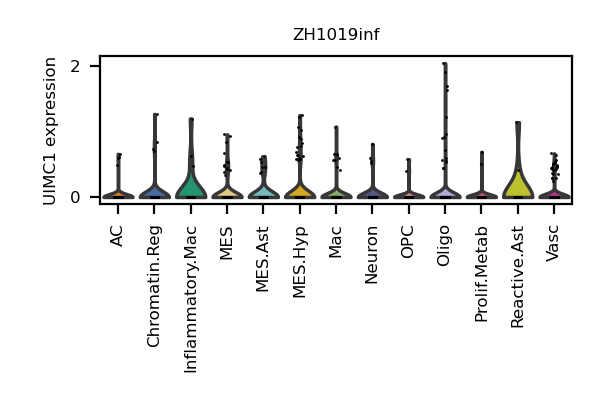 ZH1019inf
UIMC1 expression
2
0
AC
Chromatin.Reg
Inflammatory.Mac
MES
MES.Ast
MES.Hyp
Mac
Neuron
OPC
Oligo
Prolif.Metab
Reactive.Ast
Vasc